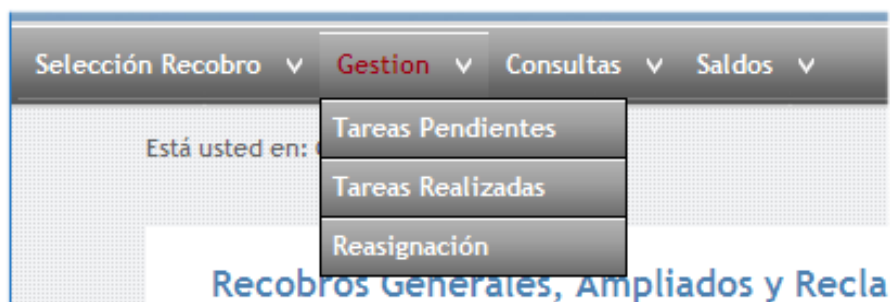 Selección Recobro Gestion Consultas Saldos
Tareas Pendientes
Está usted en:
Tareas Realizadas
Reasignación
Recobros Generales, Ampliados y Recla